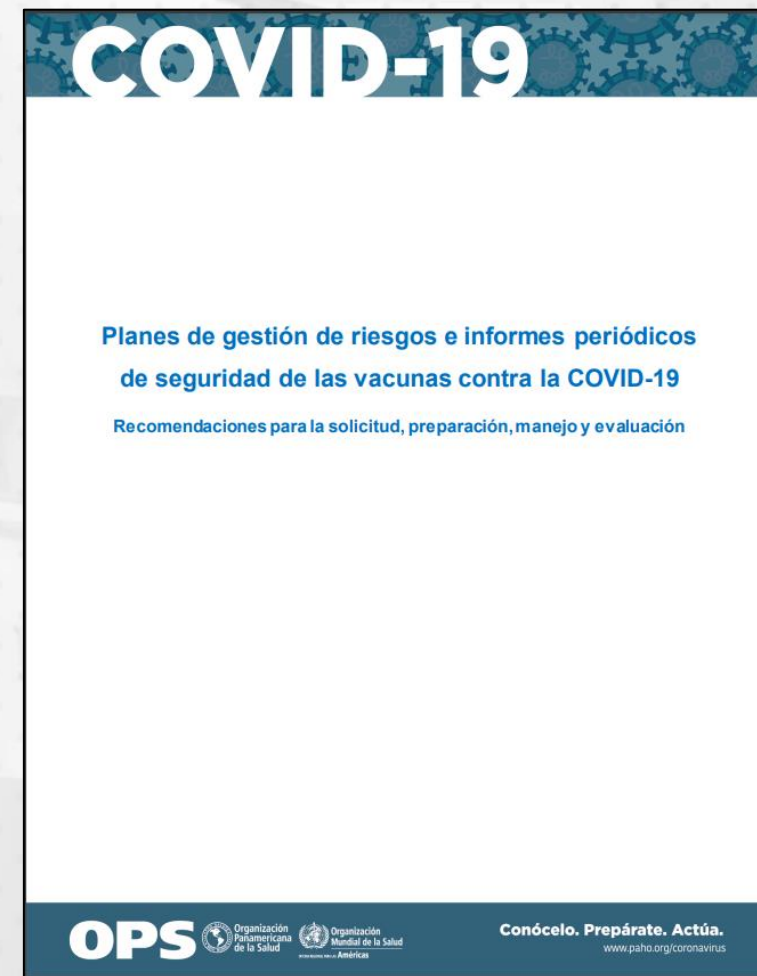 COVID-19
Planes de gestión de riesgos e informes periódicos
de seguridad de las vacunas contra la COVID-19
Recomendaciones para la solicitud, preparación, manejo y evaluación
OPS
Organización
Panamericana
de la Salud
Organización
Mundial de la Salud
Américas
Conócelo. Prepárate. Actúa.
www.paho.org/coronavirus